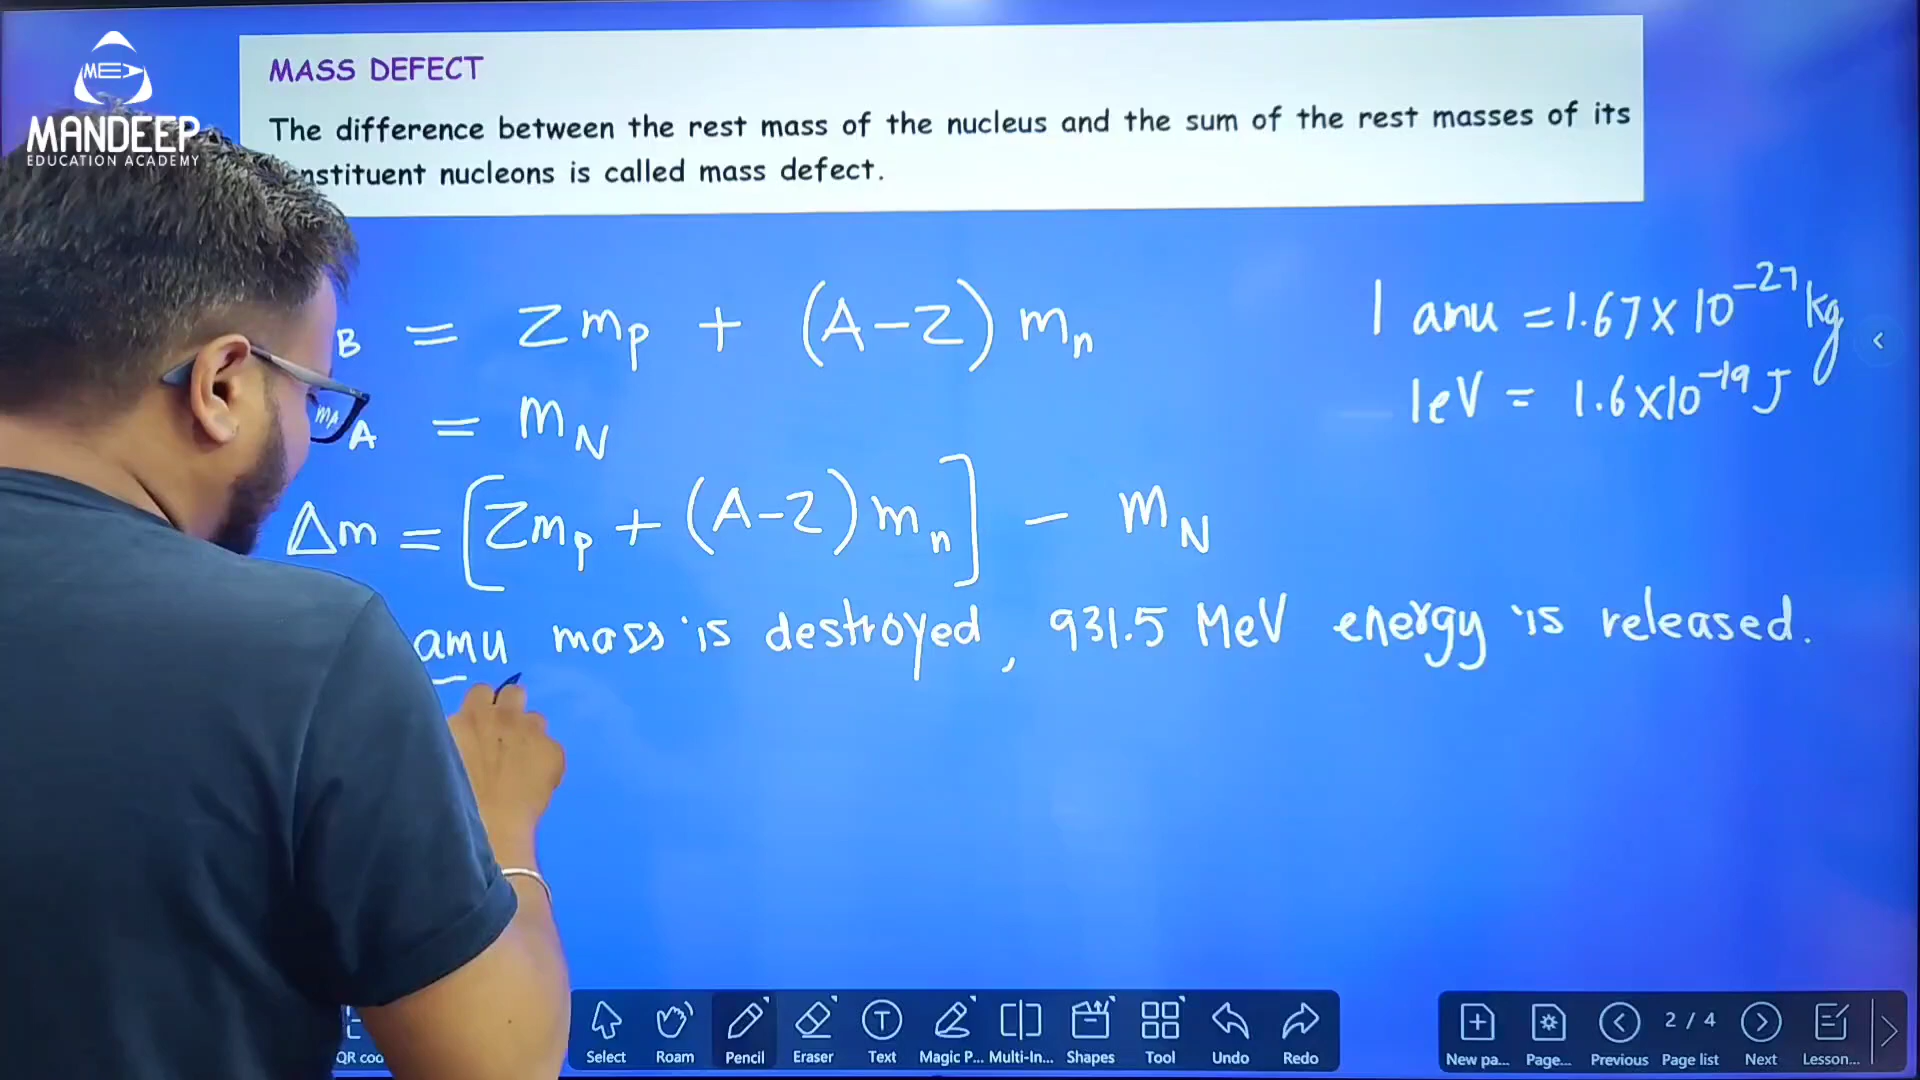 MEA
MANDEEP
EDUCATION ACADEMY
MASS DEFECT
The difference between the rest mass of the nucleus and the sum of the rest masses of its
nstituent nucleons is called mass defect.
B = Zmp + (A-Z) mn
A = mN
Δm = [Zmp + (A-Z) mn] - mN
amu mass is destroyed, 931.5 MeV energy is released.
1 amu = 1.67 X 10⁻²⁷ kg
1eV = 1.6X10⁻¹⁹ J
QR coo
Select
Roam
Pencil
Eraser
Text
Magic P...
Multi-In...
Shapes
Tool
Undo
Redo
New pa...
Page...
Previous
2 / 4
Page list
Next
Lesson...